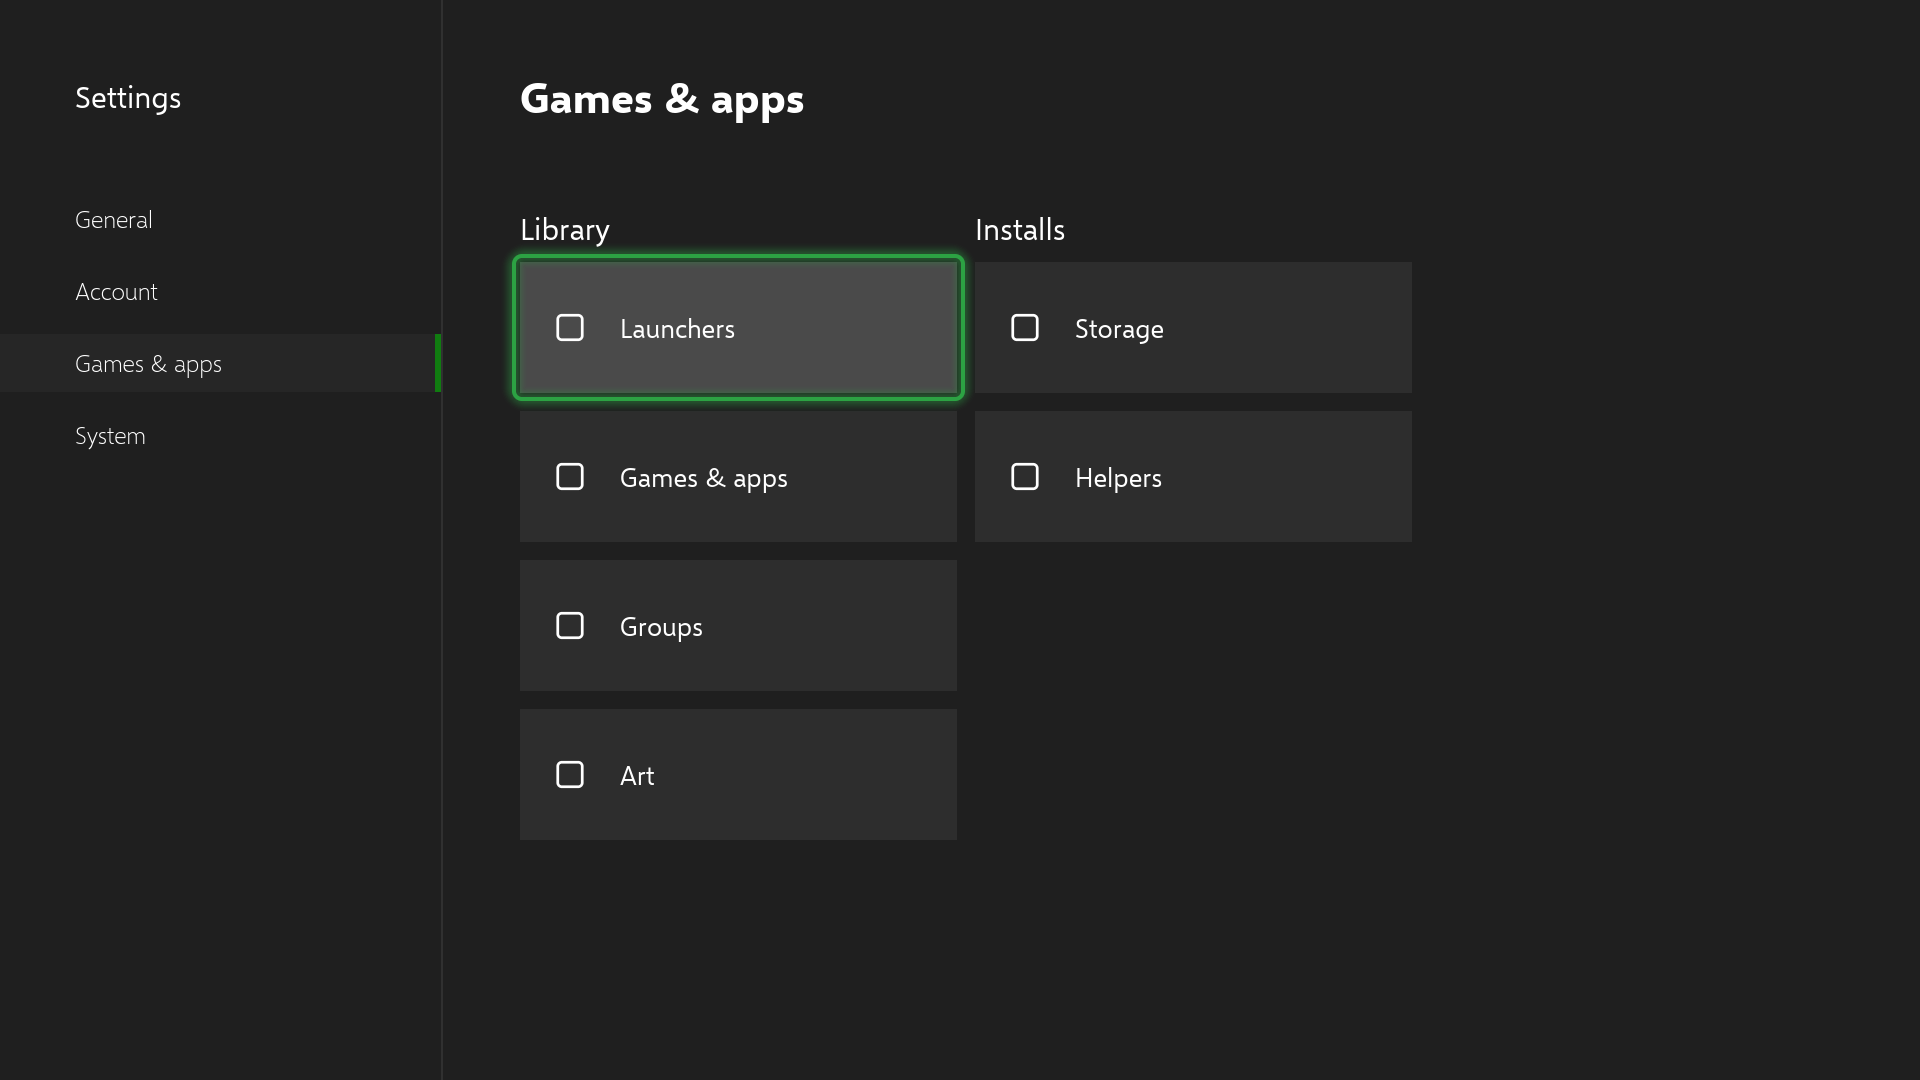 Settings
General
Account
Games & apps
System
Games & apps
Library
Launchers
Games & apps
Groups
Art
Installs
Storage
Helpers